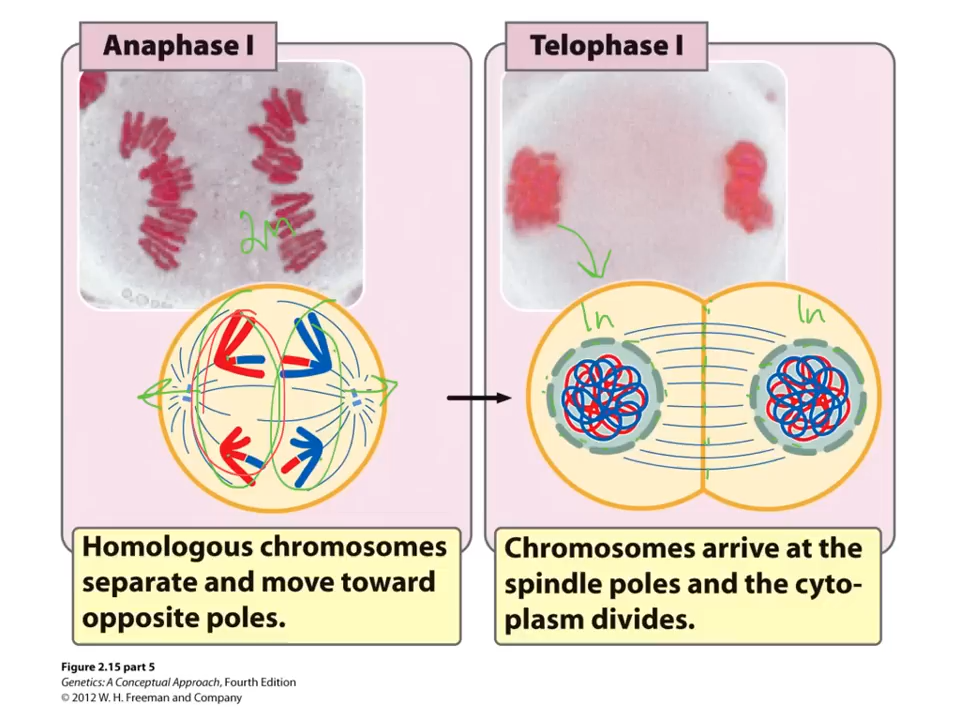 Anaphase I
Telophase I
2n
1n
1n
Homologous chromosomes
separate and move toward
opposite poles.
Chromosomes arrive at the
spindle poles and the cyto-
plasm divides.
Figure 2.15 part 5
Genetics: A Conceptual Approach, Fourth Edition
© 2012 W. H. Freeman and Company